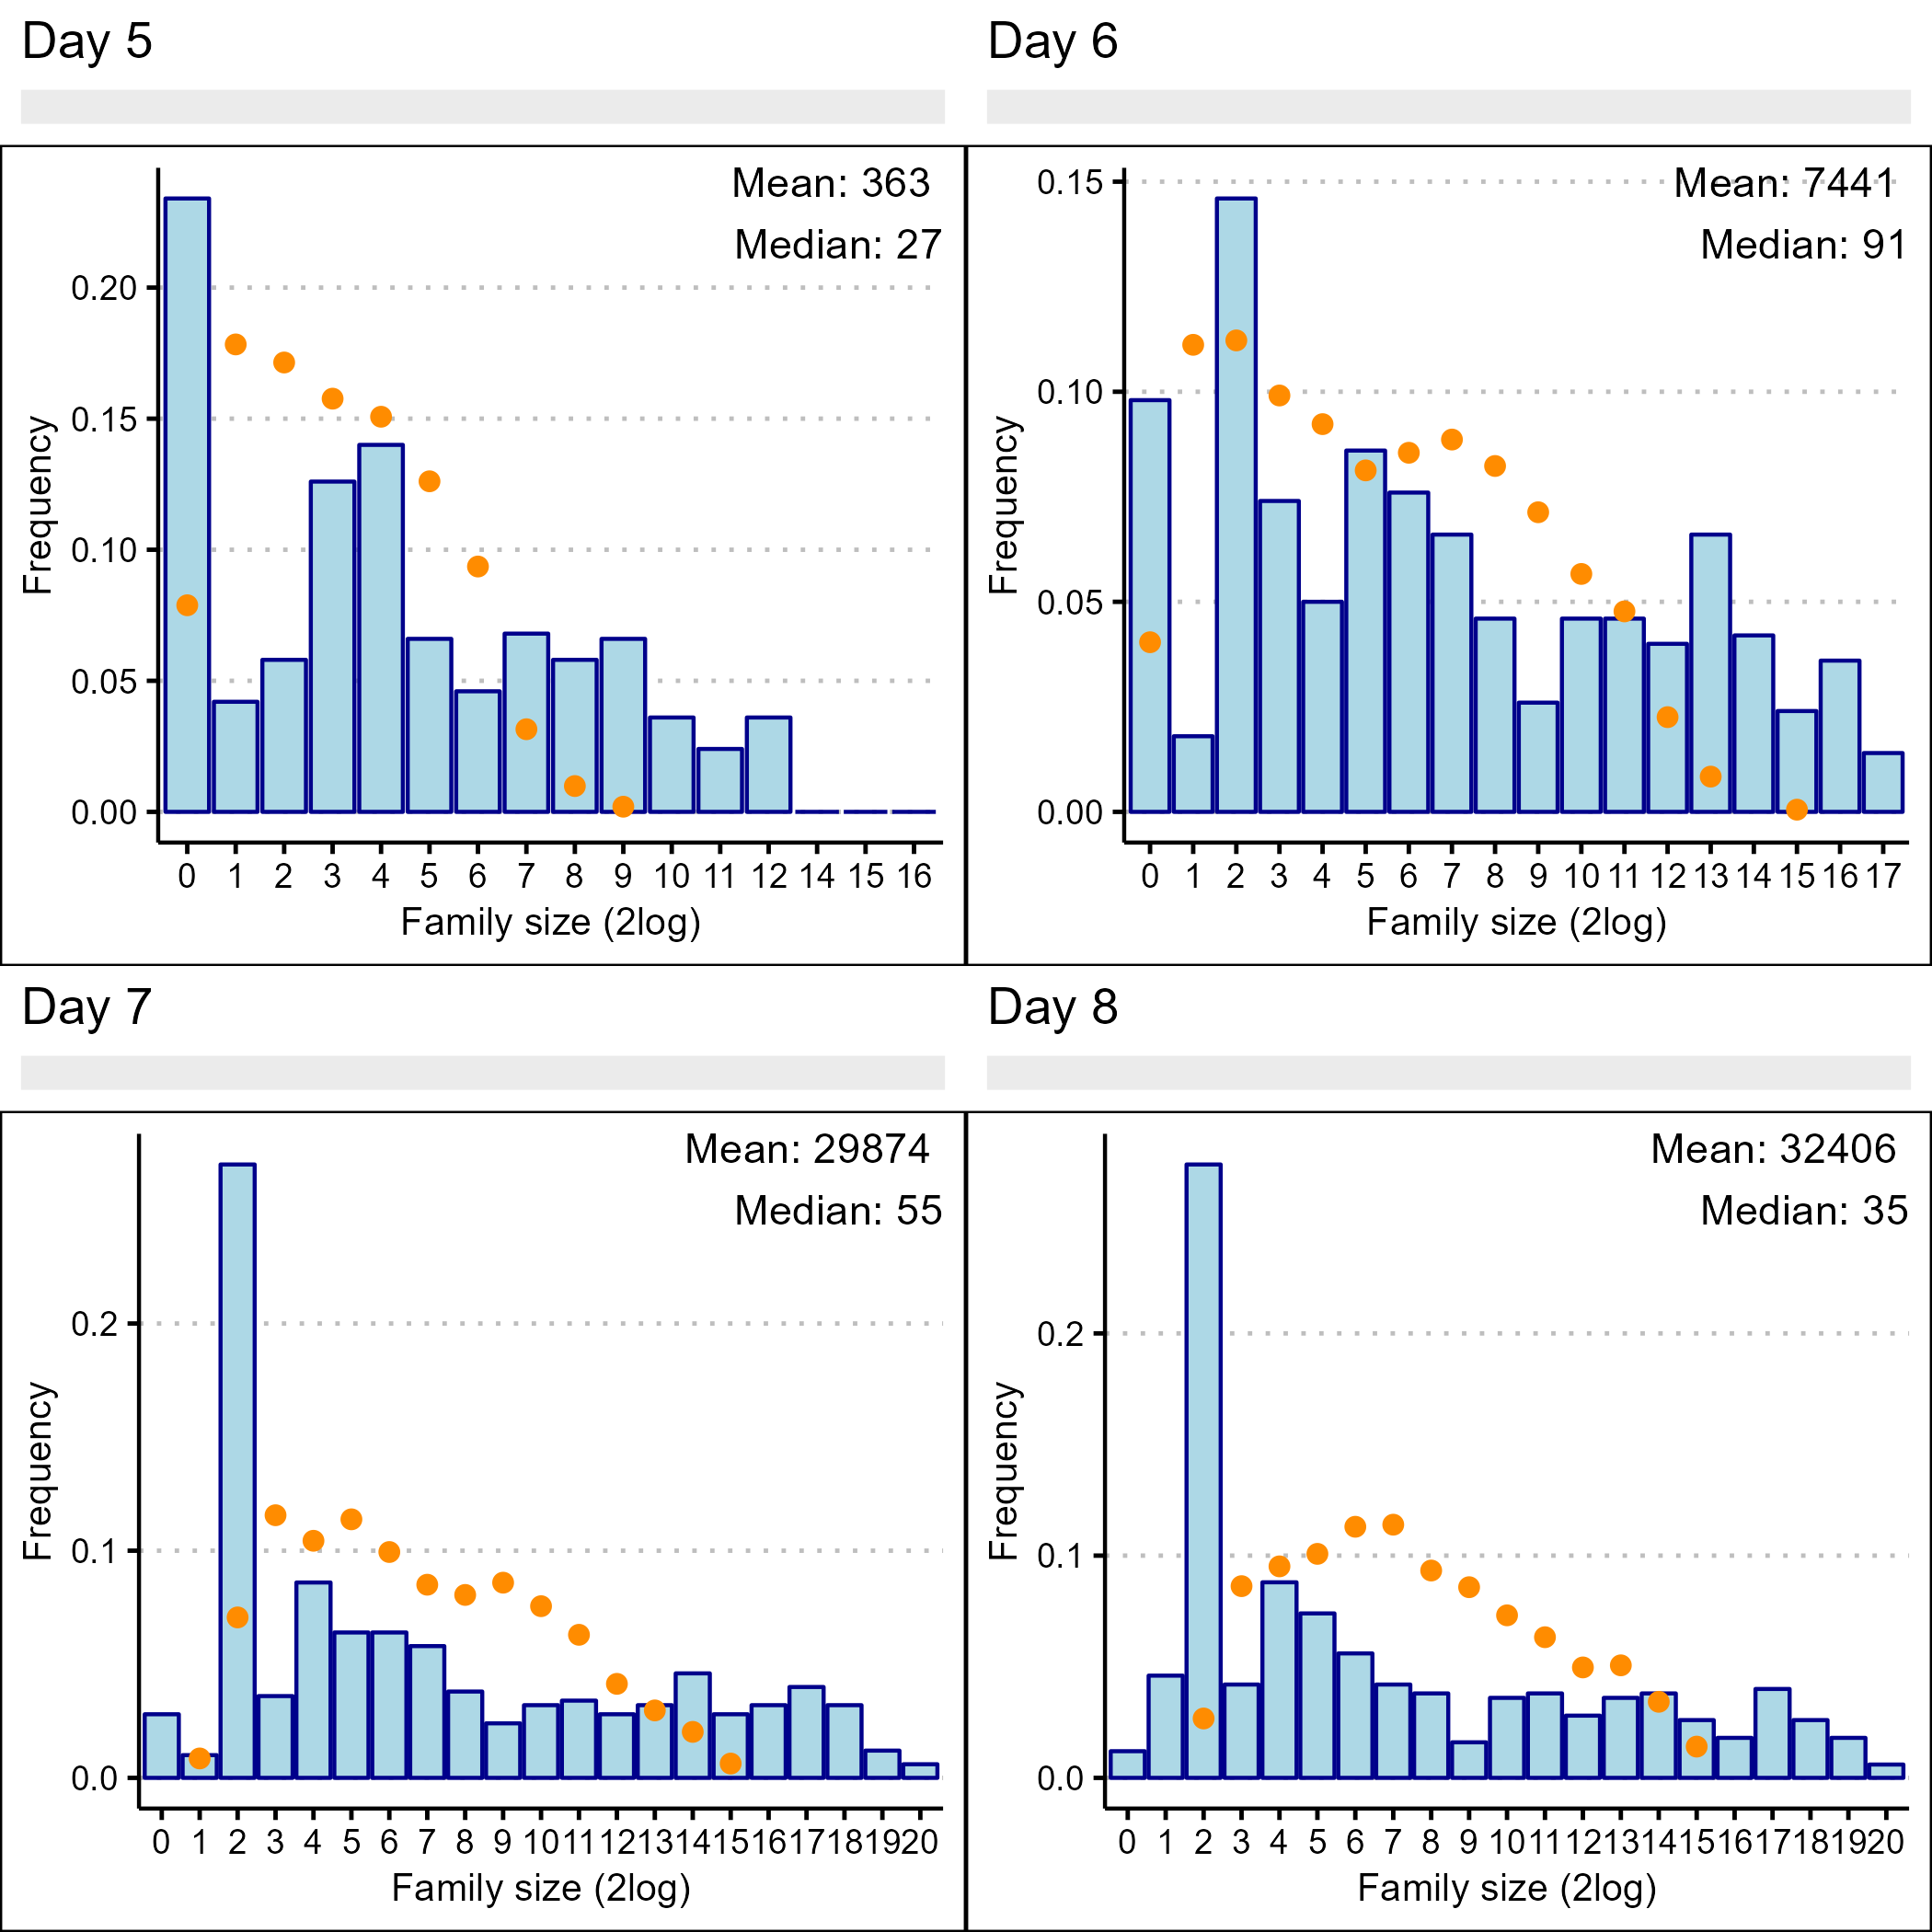 Day 5
Mean: 363
Median: 27
Frequency
0.20
0.15
0.10
0.05
0.00
0 1 2 3 4 5 6 7 8 9 10 11 12 14 15 16
Family size (2log)
Day 6
Mean: 7441
Median: 91
Frequency
0.15
0.10
0.05
0.00
0 1 2 3 4 5 6 7 8 9 10 11 12 13 14 15 16 17
Family size (2log)
Day 7
Mean: 29874
Median: 55
Frequency
0.2
0.1
0.0
0 1 2 3 4 5 6 7 8 9 10 11 12 13 14 15 16 17 18 19 20
Family size (2log)
Day 8
Mean: 32406
Median: 35
Frequency
0.2
0.1
0.0
0 1 2 3 4 5 6 7 8 9 10 11 12 13 14 15 16 17 18 19 20
Family size (2log)